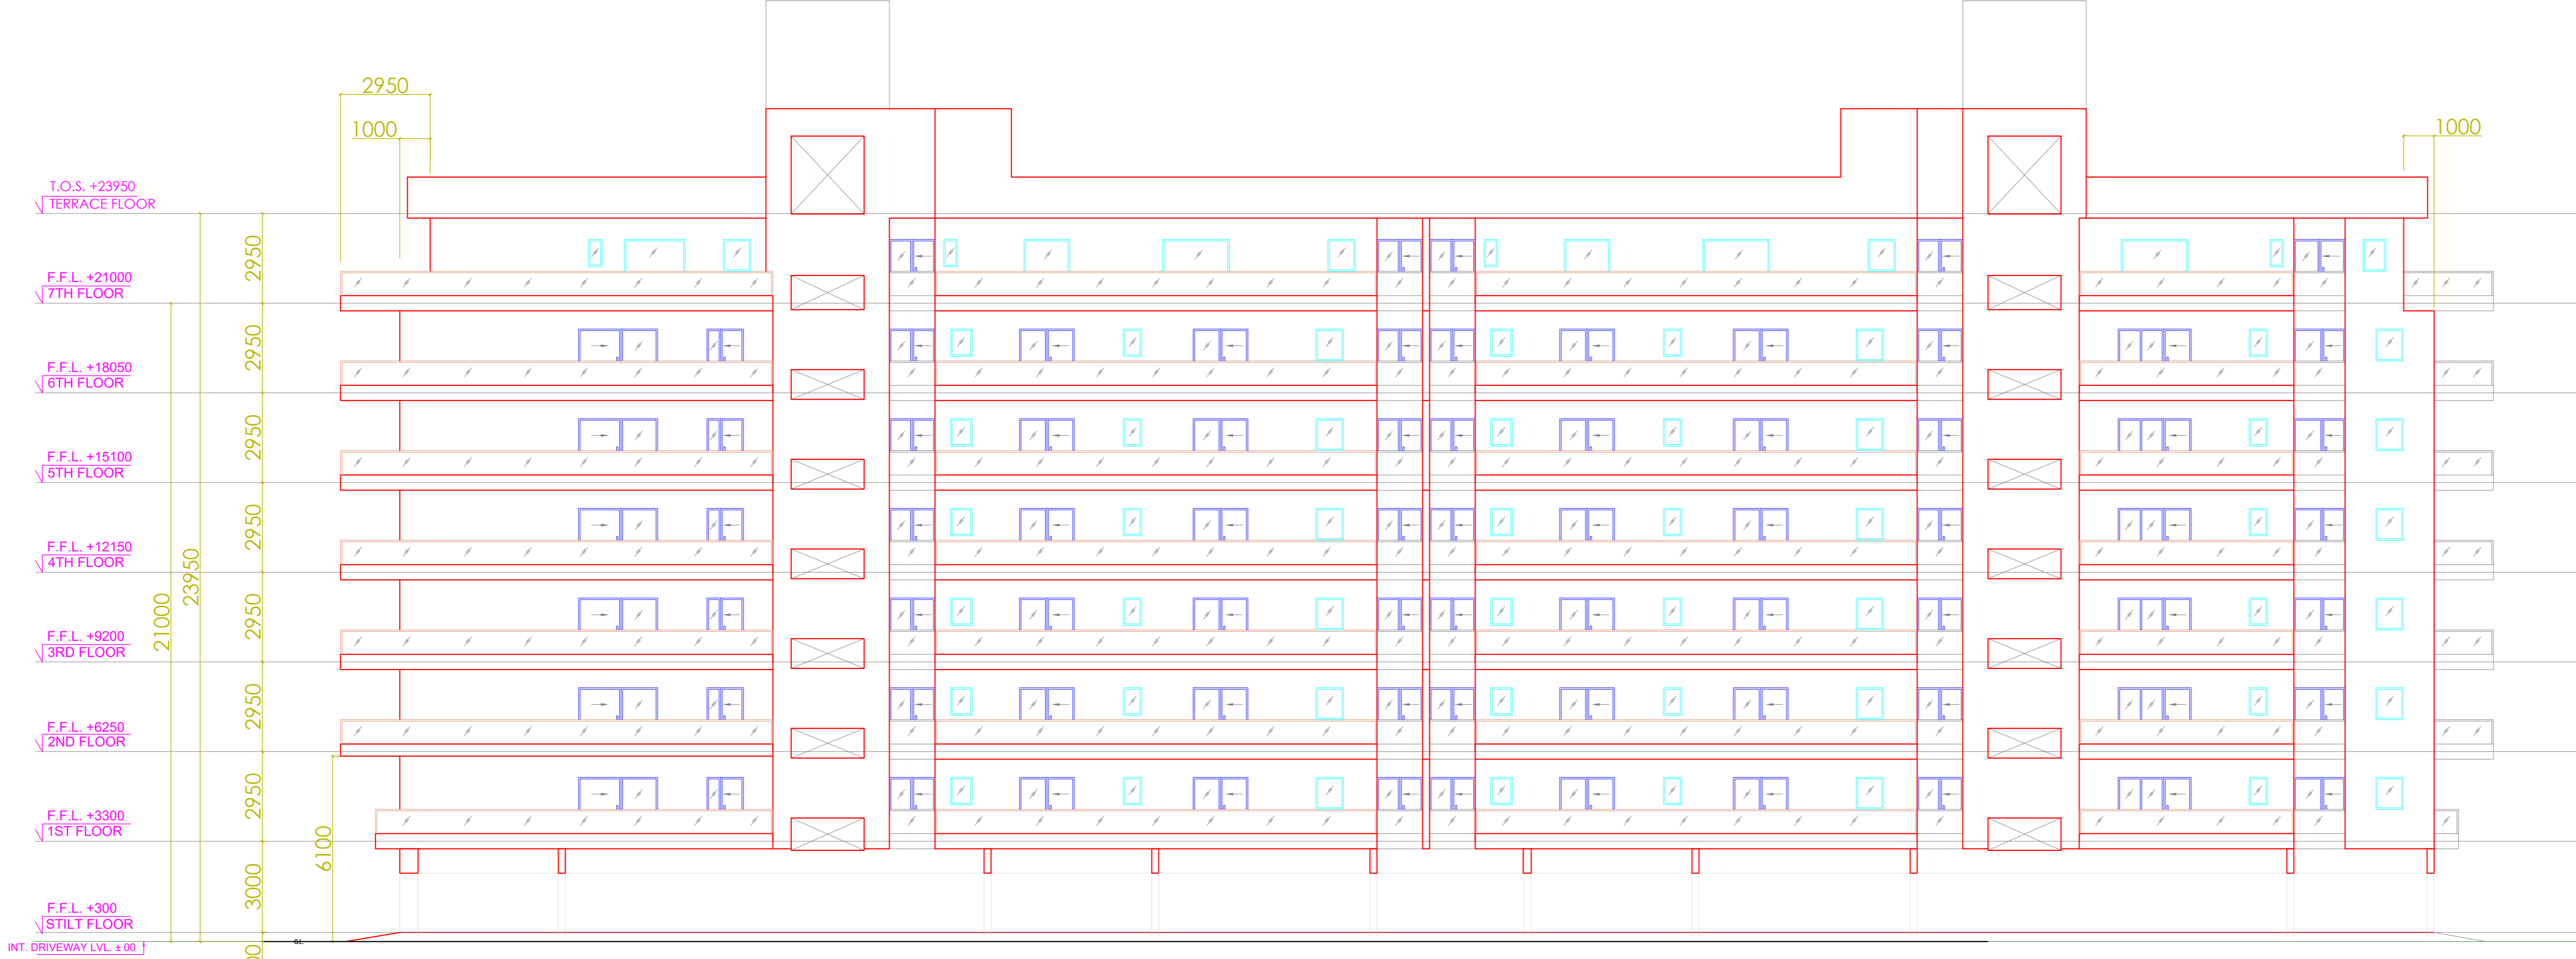 2950
1000
1000
T.O.S. +23950
TERRACE FLOOR
2950
F.F.L. +21000
7TH FLOOR
2950
F.F.L. +18050
6TH FLOOR
2950
F.F.L. +15100
5TH FLOOR
2950
F.F.L. +12150
4TH FLOOR
23950
21000
2950
F.F.L. +9200
3RD FLOOR
2950
F.F.L. +6250
2ND FLOOR
2950
F.F.L. +3300
1ST FLOOR
6100
3000
F.F.L. +300
STILT FLOOR
INT. DRIVEWAY LVL. ± 00
G.L.